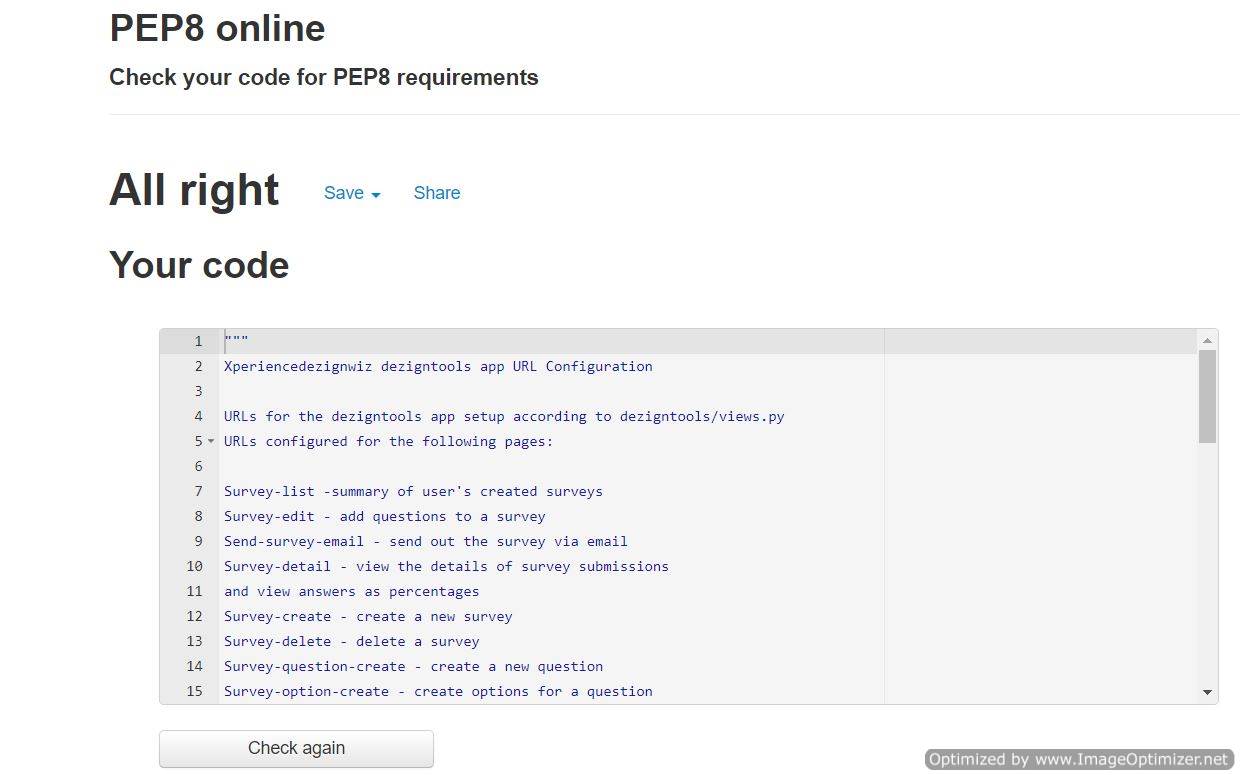 PEP8 online
Check your code for PEP8 requirements
All right Save Share
Your code
1 """
2 Xperiencedezignwiz dezigntools app URL Configuration
3
4 URLs for the dezigntools app setup according to dezigntools/views.py
5 URLs configured for the following pages:
6
7 Survey-list -summary of user's created surveys
8 Survey-edit - add questions to a survey
9 Send-survey-email - send out the survey via email
10 Survey-detail - view the details of survey submissions
11 and view answers as percentages
12 Survey-create - create a new survey
13 Survey-delete - delete a survey
14 Survey-question-create - create a new question
15 Survey-option-create - create options for a question
Check again
Optimized by www.ImageOptimizer.net